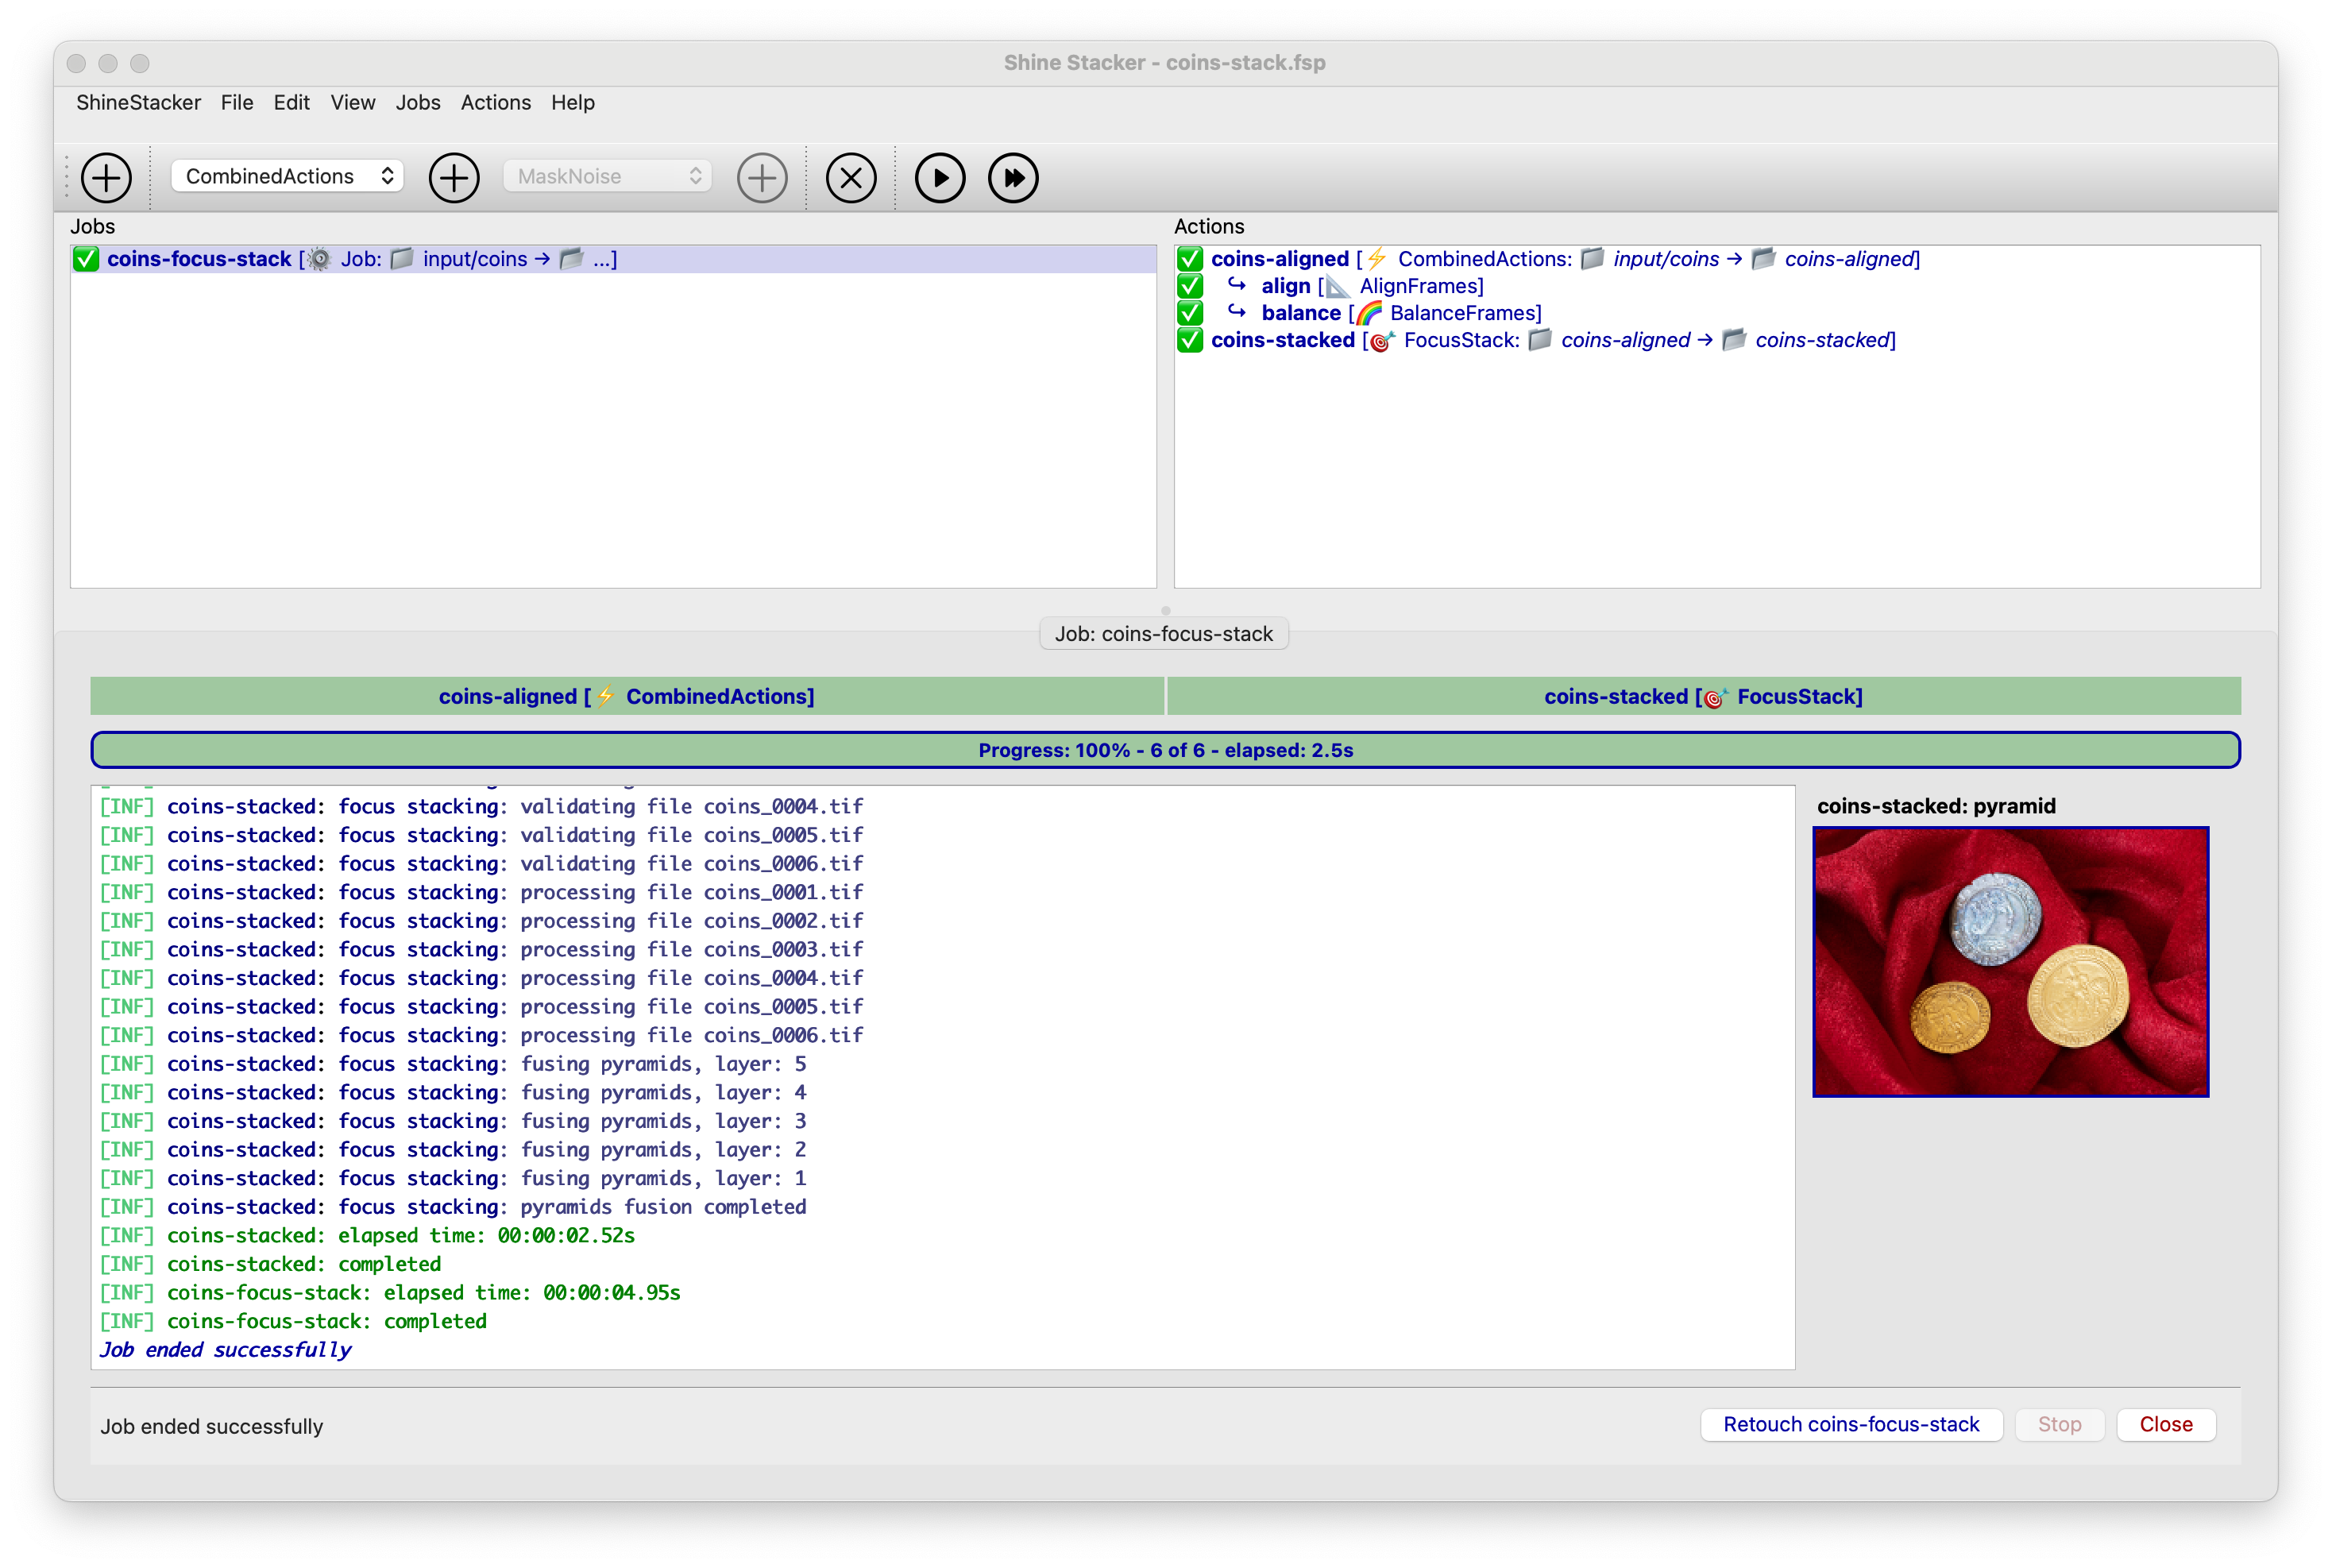 Shine Stacker - coins-stack.fsp
ShineStacker File Edit View Jobs Actions Help
CombinedActions MaskNoise
Jobs
coins-focus-stack [⚙️ Job: 📁 input/coins → 📂 ...]
Actions
coins-aligned [⚡ CombinedActions: 📁 input/coins → 📂 coins-aligned]
↪ align [📐 AlignFrames]
↪ balance [🌈 BalanceFrames]
coins-stacked [🎯 FocusStack: 📁 coins-aligned → 📂 coins-stacked]
Job: coins-focus-stack
coins-aligned [⚡ CombinedActions] coins-stacked [🎯 FocusStack]
Progress: 100% - 6 of 6 - elapsed: 2.5s
[INF] coins-stacked: focus stacking: validating file coins_0004.tif
[INF] coins-stacked: focus stacking: validating file coins_0005.tif
[INF] coins-stacked: focus stacking: validating file coins_0006.tif
[INF] coins-stacked: focus stacking: processing file coins_0001.tif
[INF] coins-stacked: focus stacking: processing file coins_0002.tif
[INF] coins-stacked: focus stacking: processing file coins_0003.tif
[INF] coins-stacked: focus stacking: processing file coins_0004.tif
[INF] coins-stacked: focus stacking: processing file coins_0005.tif
[INF] coins-stacked: focus stacking: processing file coins_0006.tif
[INF] coins-stacked: focus stacking: fusing pyramids, layer: 5
[INF] coins-stacked: focus stacking: fusing pyramids, layer: 4
[INF] coins-stacked: focus stacking: fusing pyramids, layer: 3
[INF] coins-stacked: focus stacking: fusing pyramids, layer: 2
[INF] coins-stacked: focus stacking: fusing pyramids, layer: 1
[INF] coins-stacked: focus stacking: pyramids fusion completed
[INF] coins-stacked: elapsed time: 00:00:02.52s
[INF] coins-stacked: completed
[INF] coins-focus-stack: elapsed time: 00:00:04.95s
[INF] coins-focus-stack: completed
Job ended successfully
coins-stacked: pyramid
Job ended successfully
Retouch coins-focus-stack Stop Close